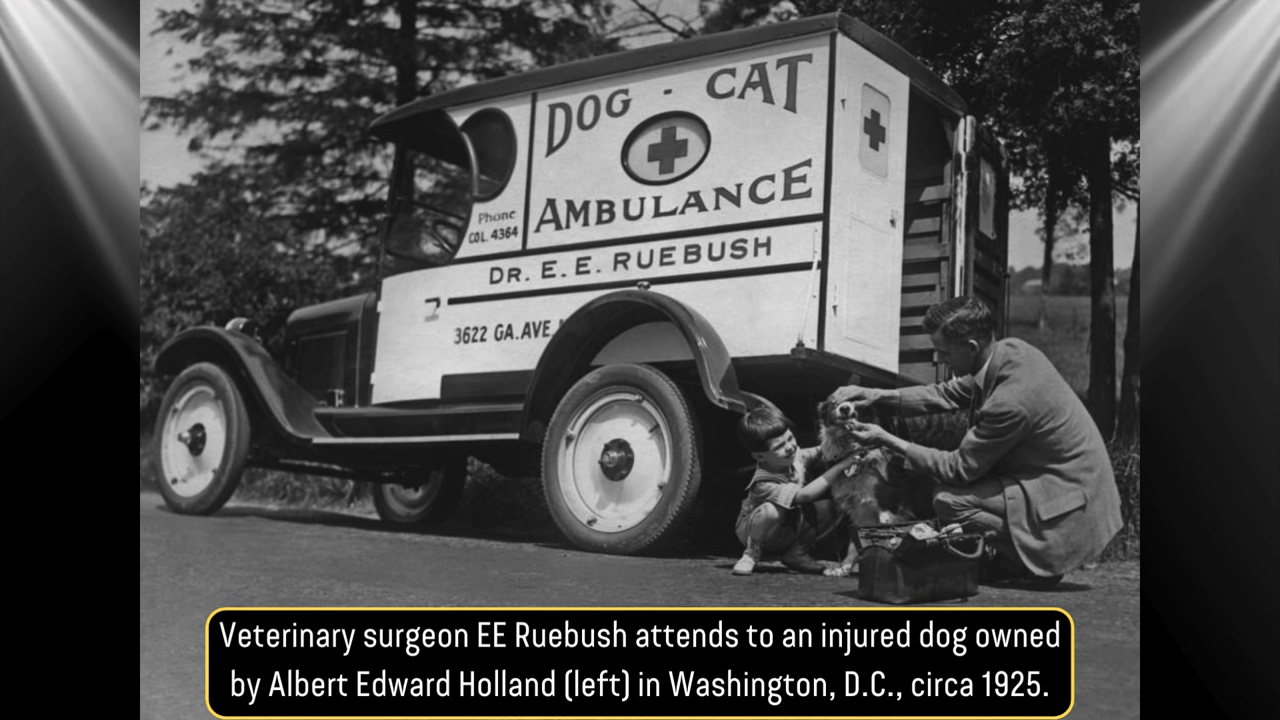 DOG - CAT
AMBULANCE
Phone
COL. 4364
DR. E. E. RUEBUSH
3622 GA. AVE
Veterinary surgeon EE Ruebush attends to an injured dog owned
by Albert Edward Holland (left) in Washington, D.C., circa 1925.